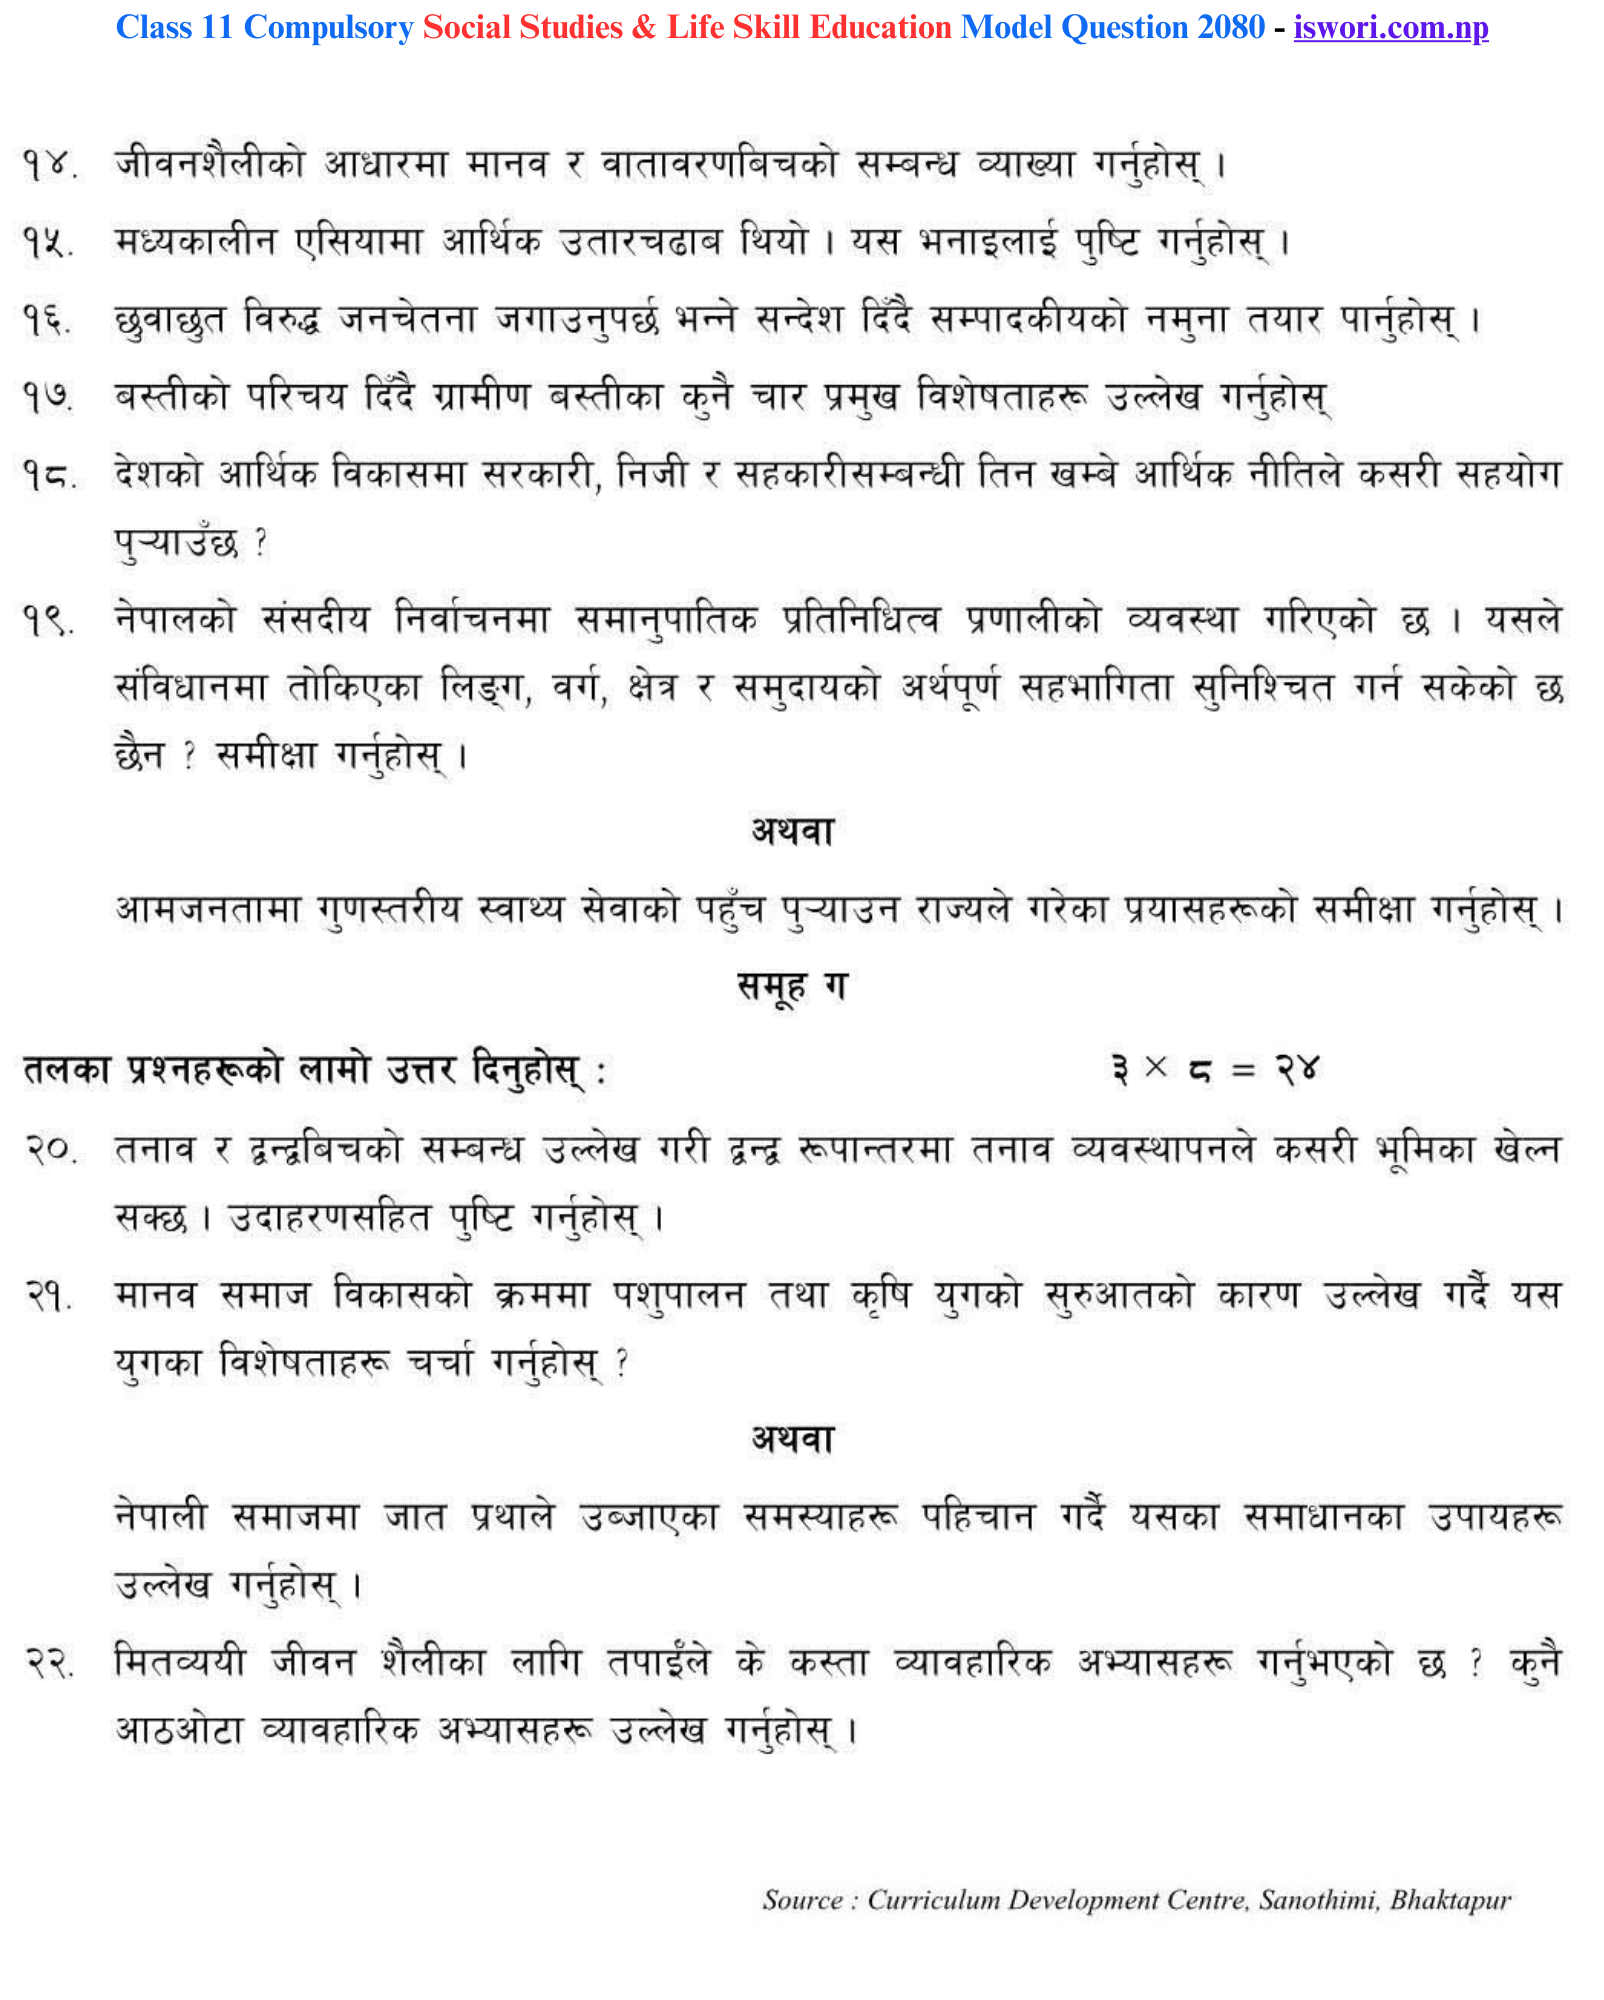 Class 11 Compulsory Social Studies & Life Skill Education Model Question 2080 - iswori.com.np
१४. जीवनशैलीको आधारमा मानव र वातावरणबिचको सम्बन्ध व्याख्या गर्नुहोस् ।
१५. मध्यकालीन एसियामा आर्थिक उतारचढाब थियो । यस भनाइलाई पुष्टि गर्नुहोस् ।
१६. छुवाछुत विरुद्ध जनचेतना जगाउनुपर्छ भन्ने सन्देश दिँदै सम्पादकीयको नमुना तयार पार्नुहोस् ।
१७. बस्तीको परिचय दिँदै ग्रामीण बस्तीका कुनै चार प्रमुख विशेषताहरू उल्लेख गर्नुहोस्
१८. देशको आर्थिक विकासमा सरकारी, निजी र सहकारीसम्बन्धी तिन खम्बे आर्थिक नीतिले कसरी सहयोग
पुऱ्याउँछ ?
१९. नेपालको संसदीय निर्वाचनमा समानुपातिक प्रतिनिधित्व प्रणालीको व्यवस्था गरिएको छ । यसले
संविधानमा तोकिएका लिङ्ग, वर्ग, क्षेत्र र समुदायको अर्थपूर्ण सहभागिता सुनिश्चित गर्न सकेको छ
छैन ? समीक्षा गर्नुहोस् ।
अथवा
आमजनतामा गुणस्तरीय स्वाथ्य सेवाको पहुँच पुऱ्याउन राज्यले गरेका प्रयासहरूको समीक्षा गर्नुहोस् ।
समूह ग
तलका प्रश्नहरूको लामो उत्तर दिनुहोस् : ३ × ८ = २४
२०. तनाव र द्वन्द्वबिचको सम्बन्ध उल्लेख गरी द्वन्द्व रूपान्तरमा तनाव व्यवस्थापनले कसरी भूमिका खेल्न
सक्छ । उदाहरणसहित पुष्टि गर्नुहोस् ।
२१. मानव समाज विकासको क्रममा पशुपालन तथा कृषि युगको सुरुआतको कारण उल्लेख गर्दै यस
युगका विशेषताहरू चर्चा गर्नुहोस् ?
अथवा
नेपाली समाजमा जात प्रथाले उब्जाएका समस्याहरू पहिचान गर्दै यसका समाधानका उपायहरू
उल्लेख गर्नुहोस् ।
२२. मितव्ययी जीवन शैलीका लागि तपाईंले के कस्ता व्यावहारिक अभ्यासहरू गर्नुभएको छ ? कुनै
आठओटा व्यावहारिक अभ्यासहरू उल्लेख गर्नुहोस् ।
Source : Curriculum Development Centre, Sanothimi, Bhaktapur